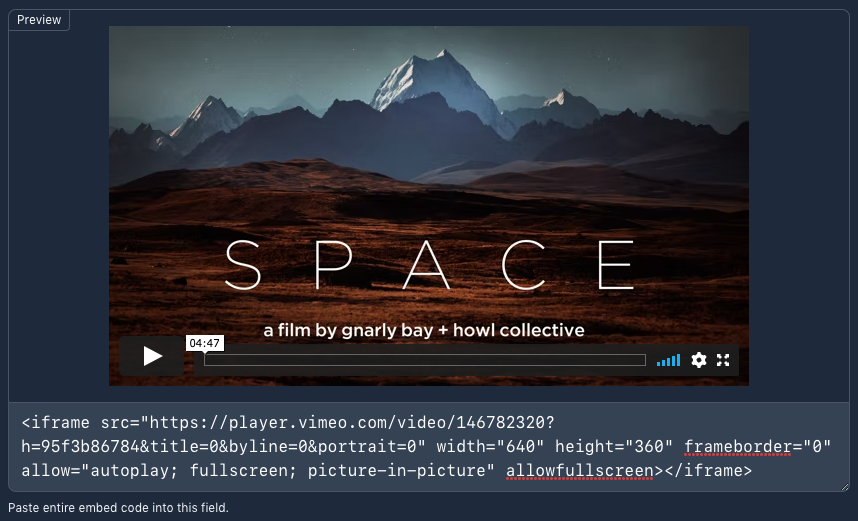 Preview
S P A C E
a film by gnarly bay + howl collective
04:47
<iframe src="https://player.vimeo.com/video/146782320?
h=95f3b86784&title=0&byline=0&portrait=0" width="640" height="360" frameborder="0"
allow="autoplay; fullscreen; picture-in-picture" allowfullscreen></iframe>
Paste entire embed code into this field.